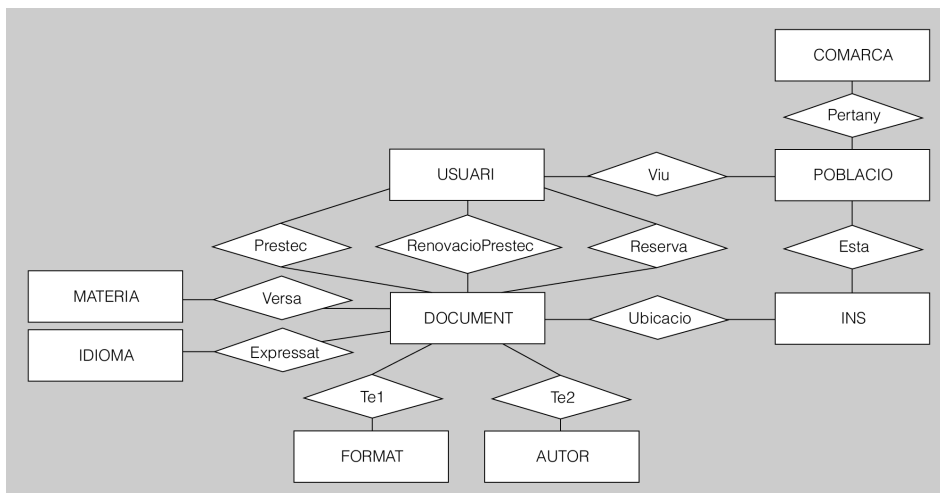 COMARCA
Pertany
USUARI
Viu
POBLACIO
Prestec
RenovacioPrestec
Reserva
Esta
MATERIA
Versa
DOCUMENT
Ubicacio
INS
IDIOMA
Expressat
Te1
Te2
FORMAT
AUTOR